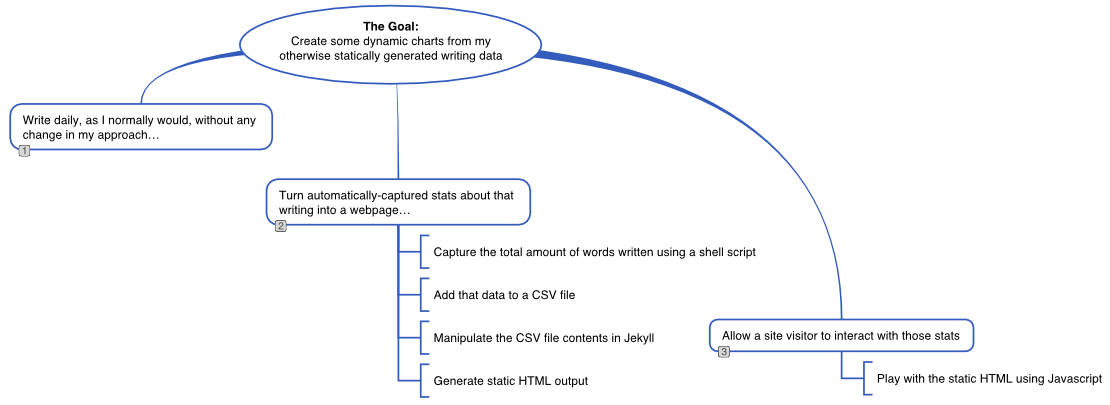 The Goal:
Create some dynamic charts from my
otherwise statically generated writing data
Write daily, as I normally would, without any
change in my approach…
1
Turn automatically-captured stats about that
writing into a webpage…
2
Capture the total amount of words written using a shell script
Add that data to a CSV file
Manipulate the CSV file contents in Jekyll
Generate static HTML output
Allow a site visitor to interact with those stats
3
Play with the static HTML using Javascript